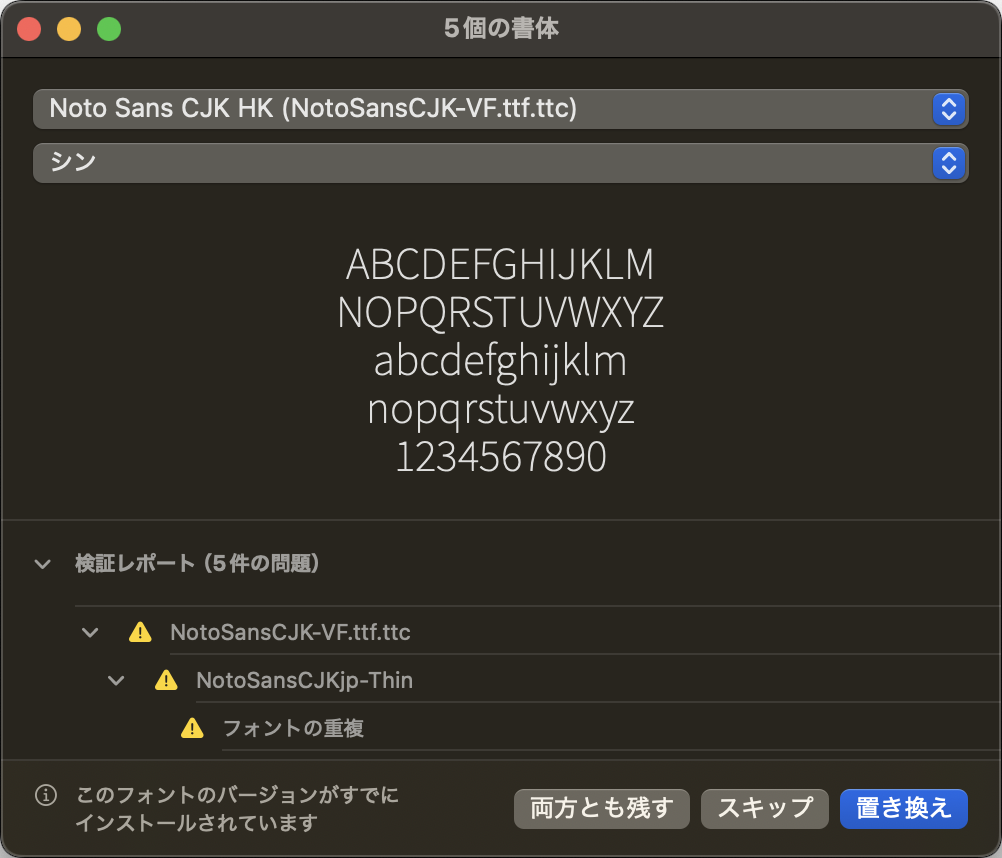 5個の書体
Noto Sans CJK HK (NotoSansCJK-VF.ttf.ttc)
シン
ABCDEFGHIJKLM
NOPQRSTUVWXYZ
abcdefghijklm
nopqrstuvwxyz
1234567890
検証レポート（5件の問題）
NotoSansCJK-VF.ttf.ttc
NotoSansCJKjp-Thin
フォントの重複
このフォントのバージョンがすでに
インストールされています
両方とも残す
スキップ
置き換え